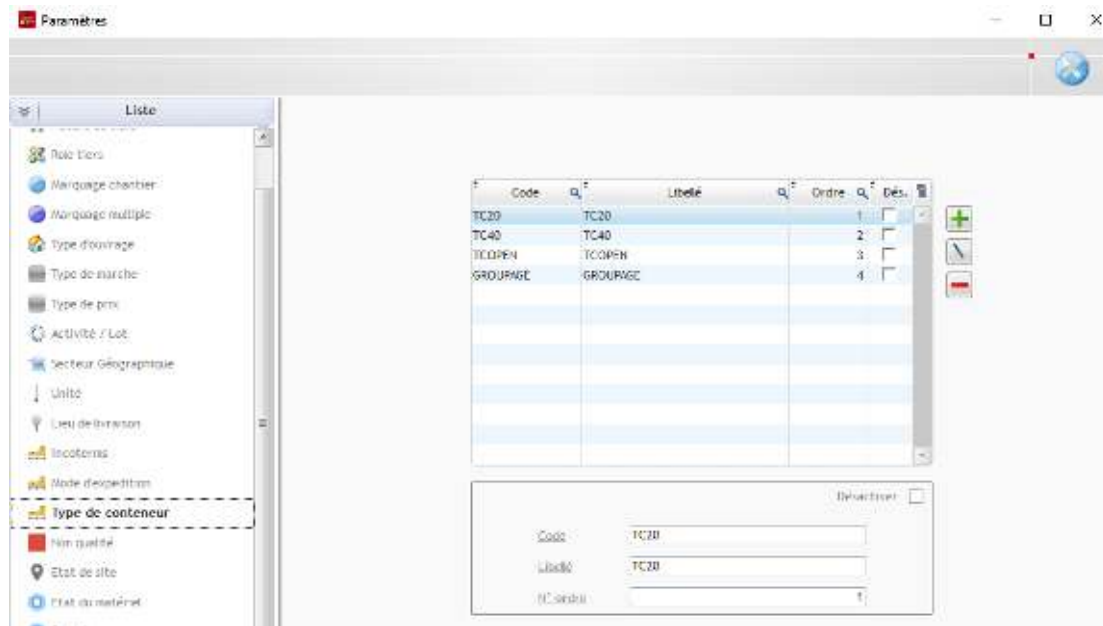 Paramètres
Liste
Role tiers
Marquage chantier
Marquage multiple
Type d'ouvrage
Type de marche
Type de prix
Activité / Lot
Secteur Géographique
Unité
Lieu de livraison
Incoterms
Mode d'expedition
Type de conteneur
Non qualité
Etat de site
Etat du matériel
Code Libellé Ordre Dés.
TC20 TC20 1
TC40 TC40 2
TCOPEN TCOPEN 3
GROUPAGE GROUPAGE 4
Désactiver
Code TC20
Libellé TC20
N° ordre 1